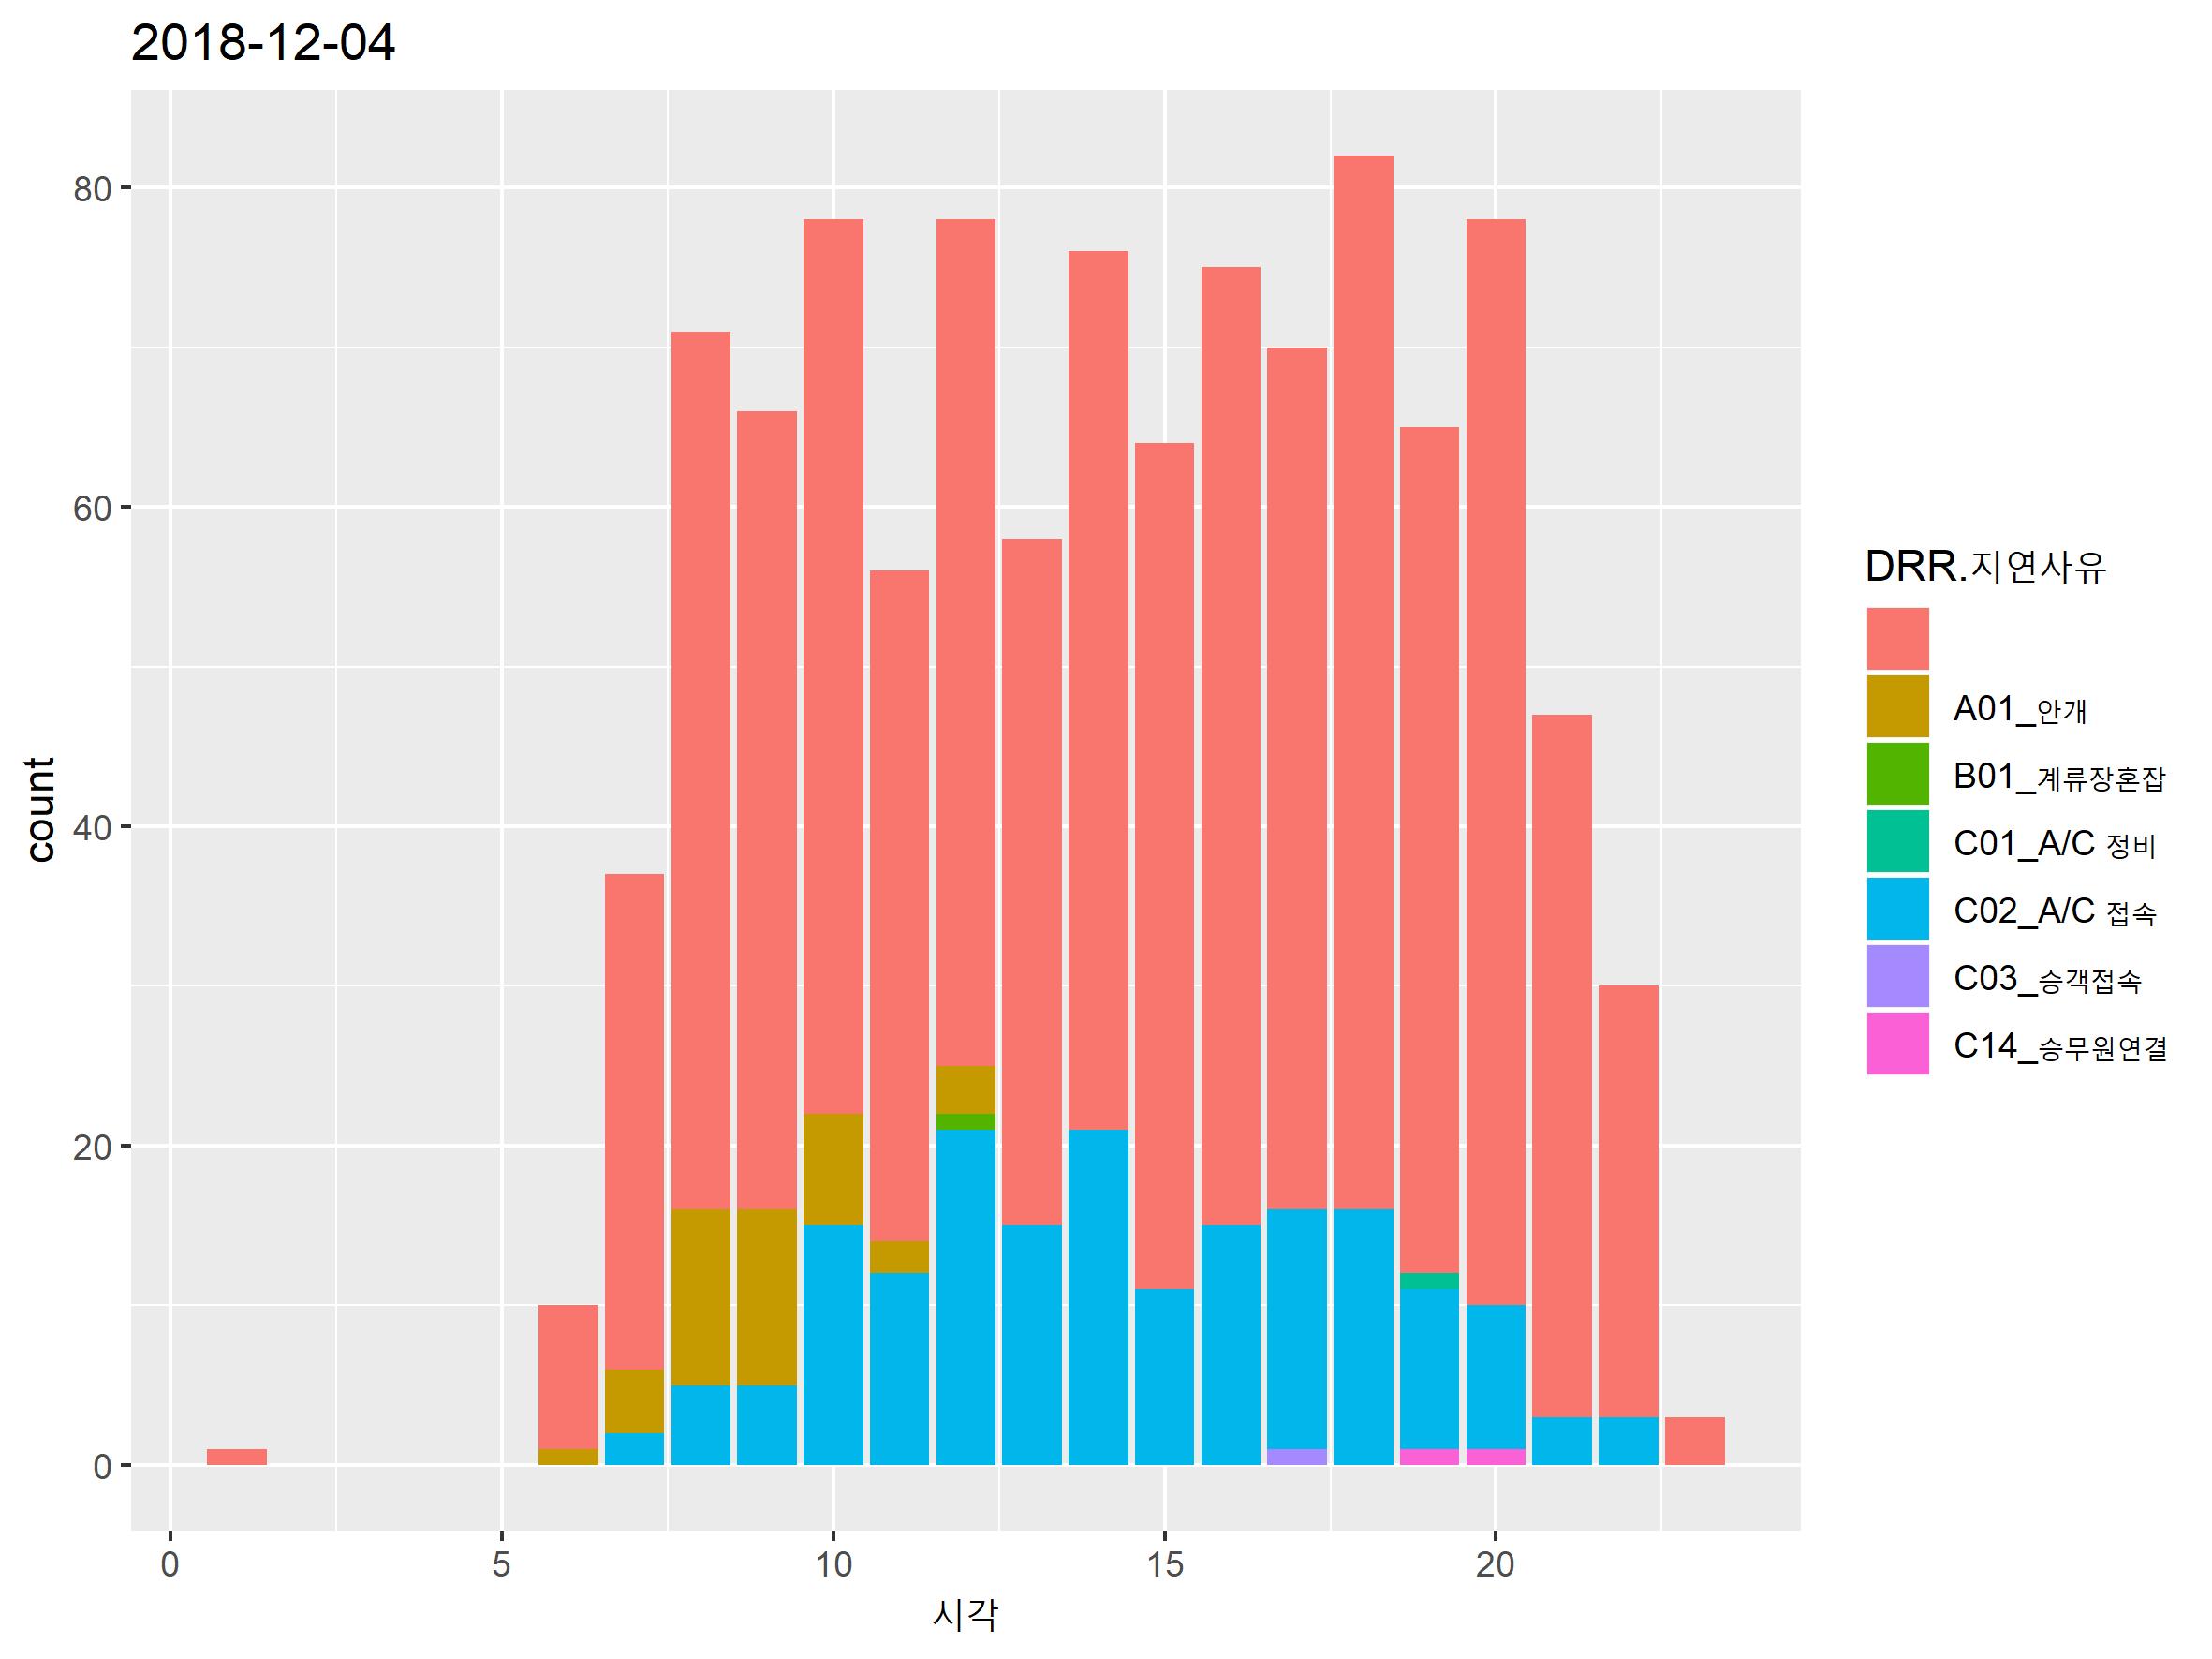 2018-12-04
80
60
40
20
0
count
0 5 10 15 20
시각
DRR.지연사유
A01_안개
B01_계류장혼잡
C01_A/C 정비
C02_A/C 접속
C03_승객접속
C14_승무원연결